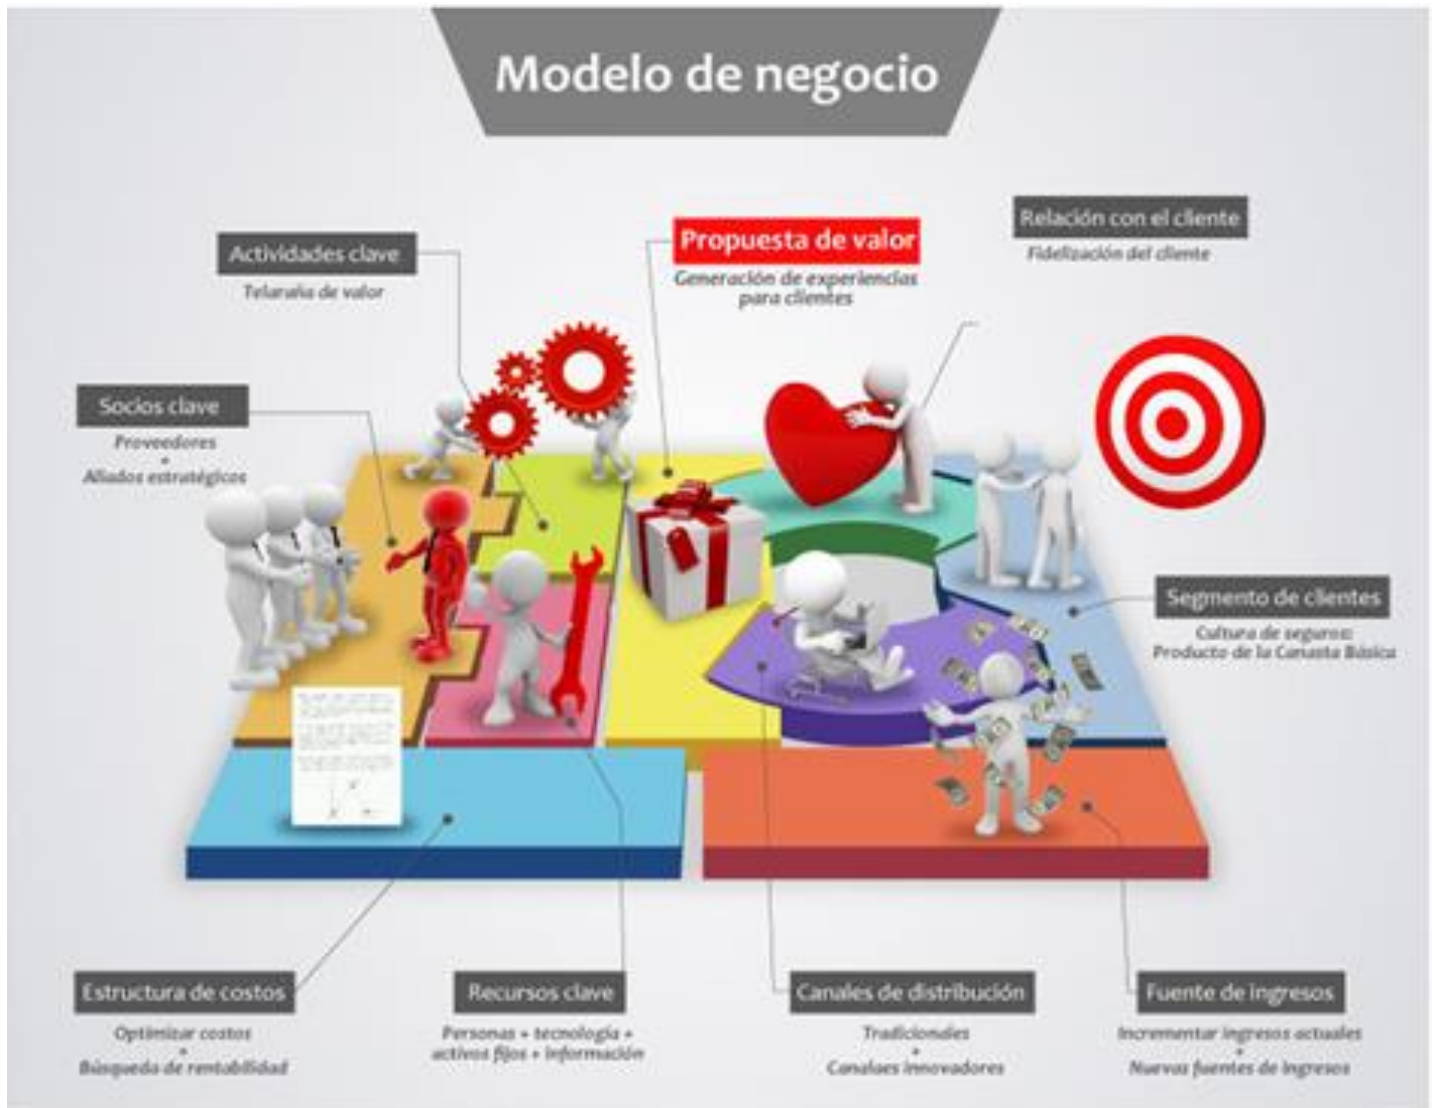 Modelo de negocio
Relación con el cliente
Fidelización del cliente
Propuesta de valor
Generación de experiencias
para clientes
Actividades clave
Telaraña de valor
Socios clave
Proveedores
+
Aliados estratégicos
Segmento de clientes
Cultura de seguros:
Producto de la Canasta Básica
Estructura de costos
Optimizar costos
+
Búsqueda de rentabilidad
Recursos clave
Personas + tecnología +
activos fijos + Información
Canales de distribución
Tradicionales
+
Canalaes innovadores
Fuente de ingresos
Incrementar ingresos actuales
+
Nuevas fuentes de ingresos